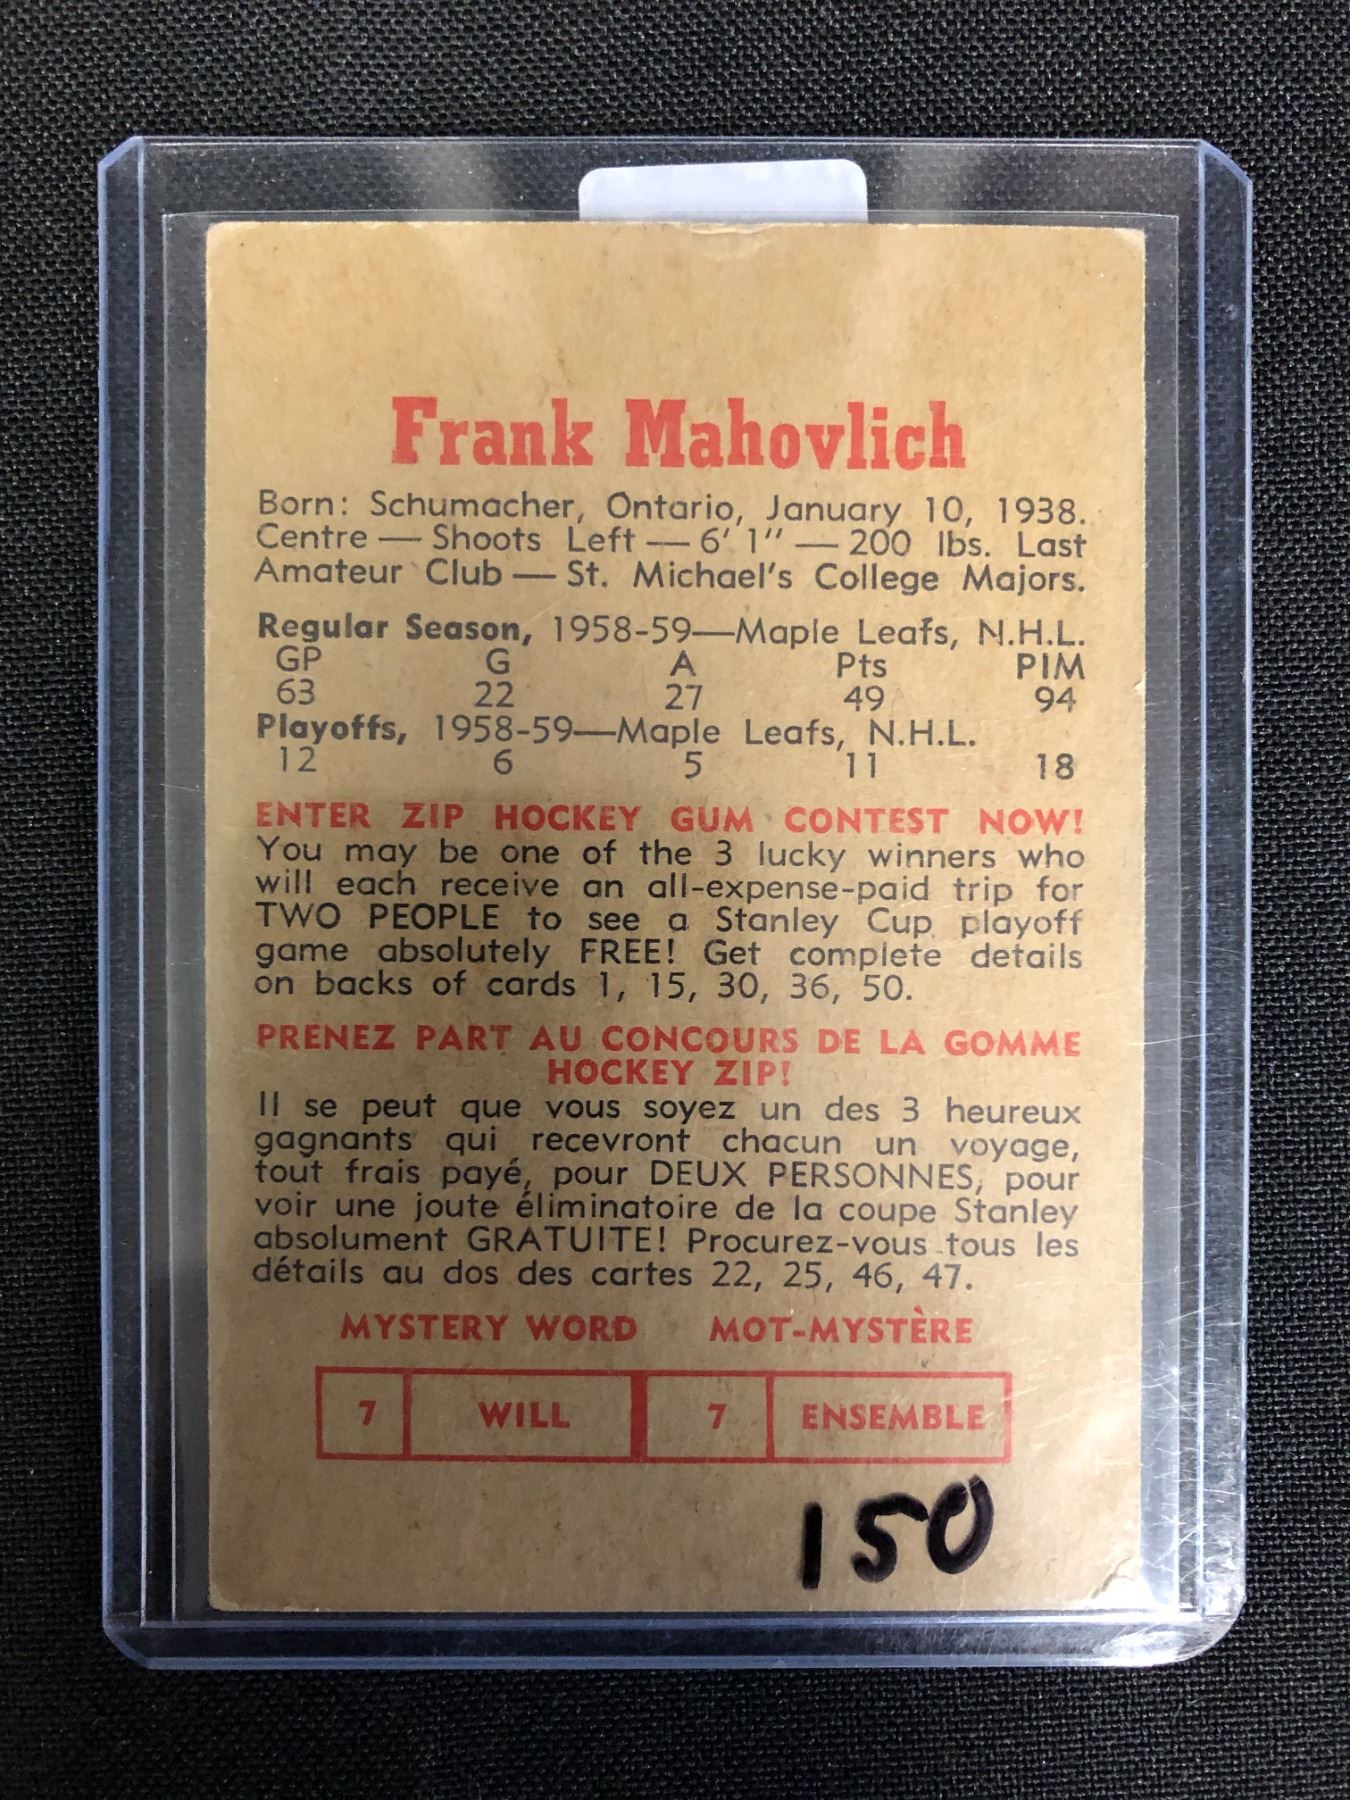 Frank Mahovlich
Born: Schumacher, Ontario, January 10, 1938.
Centre — Shoots Left — 6' 1" — 200 lbs. Last
Amateur Club — St. Michael's College Majors.
Regular Season, 1958-59—Maple Leafs, N.H.L.
GP G A Pts PIM
63 22 27 49 94
Playoffs, 1958-59—Maple Leafs, N.H.L.
12 6 5 11 18
ENTER ZIP HOCKEY GUM CONTEST NOW!
You may be one of the 3 lucky winners who
will each receive an all-expense-paid trip for
TWO PEOPLE to see a Stanley Cup playoff
game absolutely FREE! Get complete details
on backs of cards 1, 15, 30, 36, 50.
PRENEZ PART AU CONCOURS DE LA GOMME
HOCKEY ZIP!
Il se peut que vous soyez un des 3 heureux
gagnants qui recevront chacun un voyage,
tout frais payé, pour DEUX PERSONNES, pour
voir une joute éliminatoire de la coupe Stanley
absolument GRATUITE! Procurez-vous tous les
détails au dos des cartes 22, 25, 46, 47.
MYSTERY WORD MOT-MYSTÈRE
7 WILL 7 ENSEMBLE
150